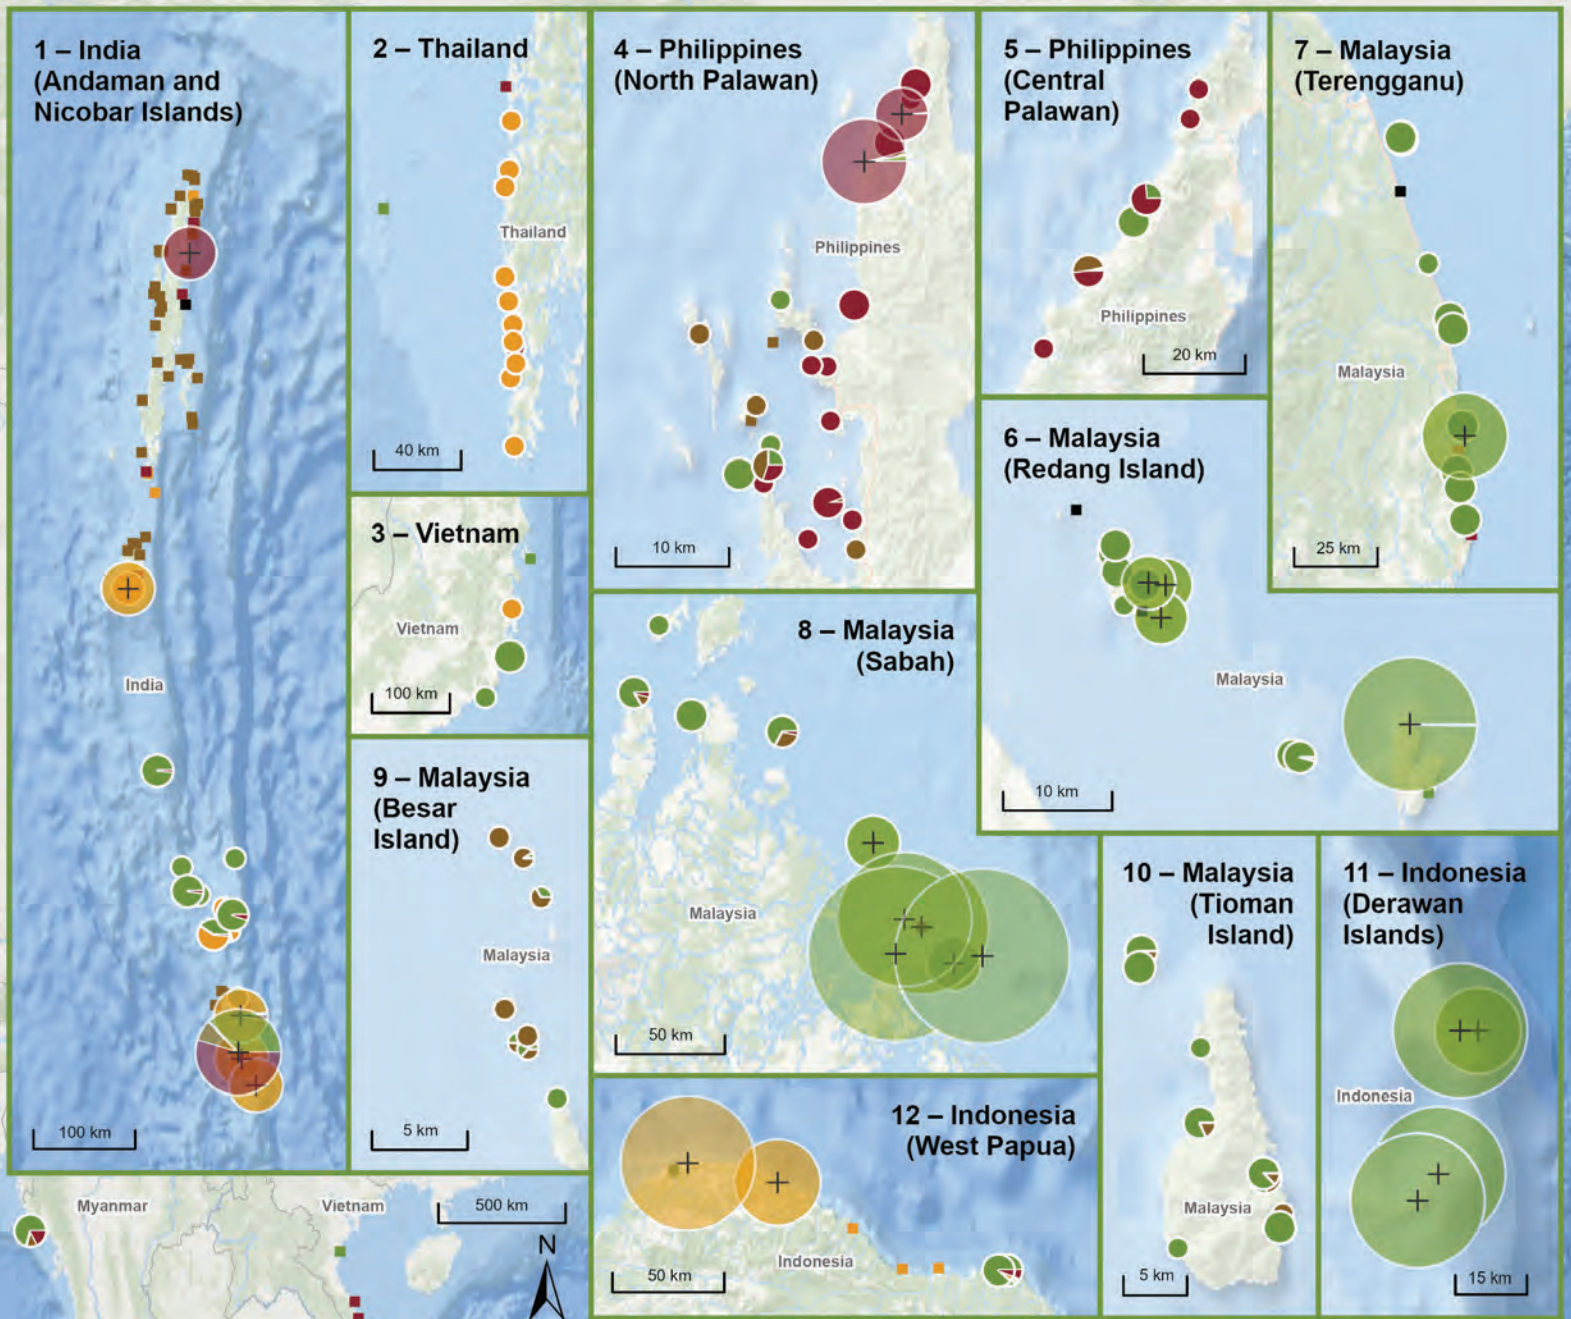 1 – India
(Andaman and
Nicobar Islands)
India
100 km
2 – Thailand
Thailand
40 km
3 – Vietnam
Vietnam
100 km
4 – Philippines
(North Palawan)
Philippines
10 km
5 – Philippines
(Central
Palawan)
Philippines
20 km
6 – Malaysia
(Redang Island)
Malaysia
10 km
7 – Malaysia
(Terengganu)
Malaysia
25 km
8 – Malaysia
(Sabah)
Malaysia
50 km
9 – Malaysia
(Besar
Island)
Malaysia
5 km
10 – Malaysia
(Tioman
Island)
Malaysia
5 km
11 – Indonesia
(Derawan
Islands)
Indonesia
15 km
12 – Indonesia
(West Papua)
Indonesia
50 km
Myanmar
Vietnam
500 km
N